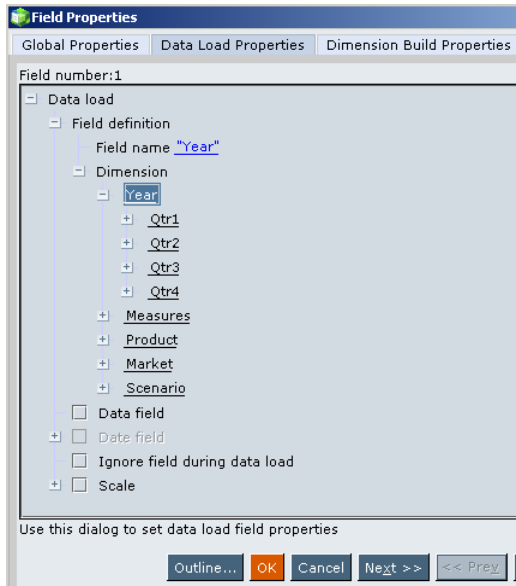 Field Properties
Global Properties Data Load Properties Dimension Build Properties
Field number:1
Data load
Field definition
Field name "Year"
Dimension
Year
Qtr1
Qtr2
Qtr3
Qtr4
Measures
Product
Market
Scenario
Data field
Date field
Ignore field during data load
Scale
Use this dialog to set data load field properties
Outline... OK Cancel Next >> << Prev